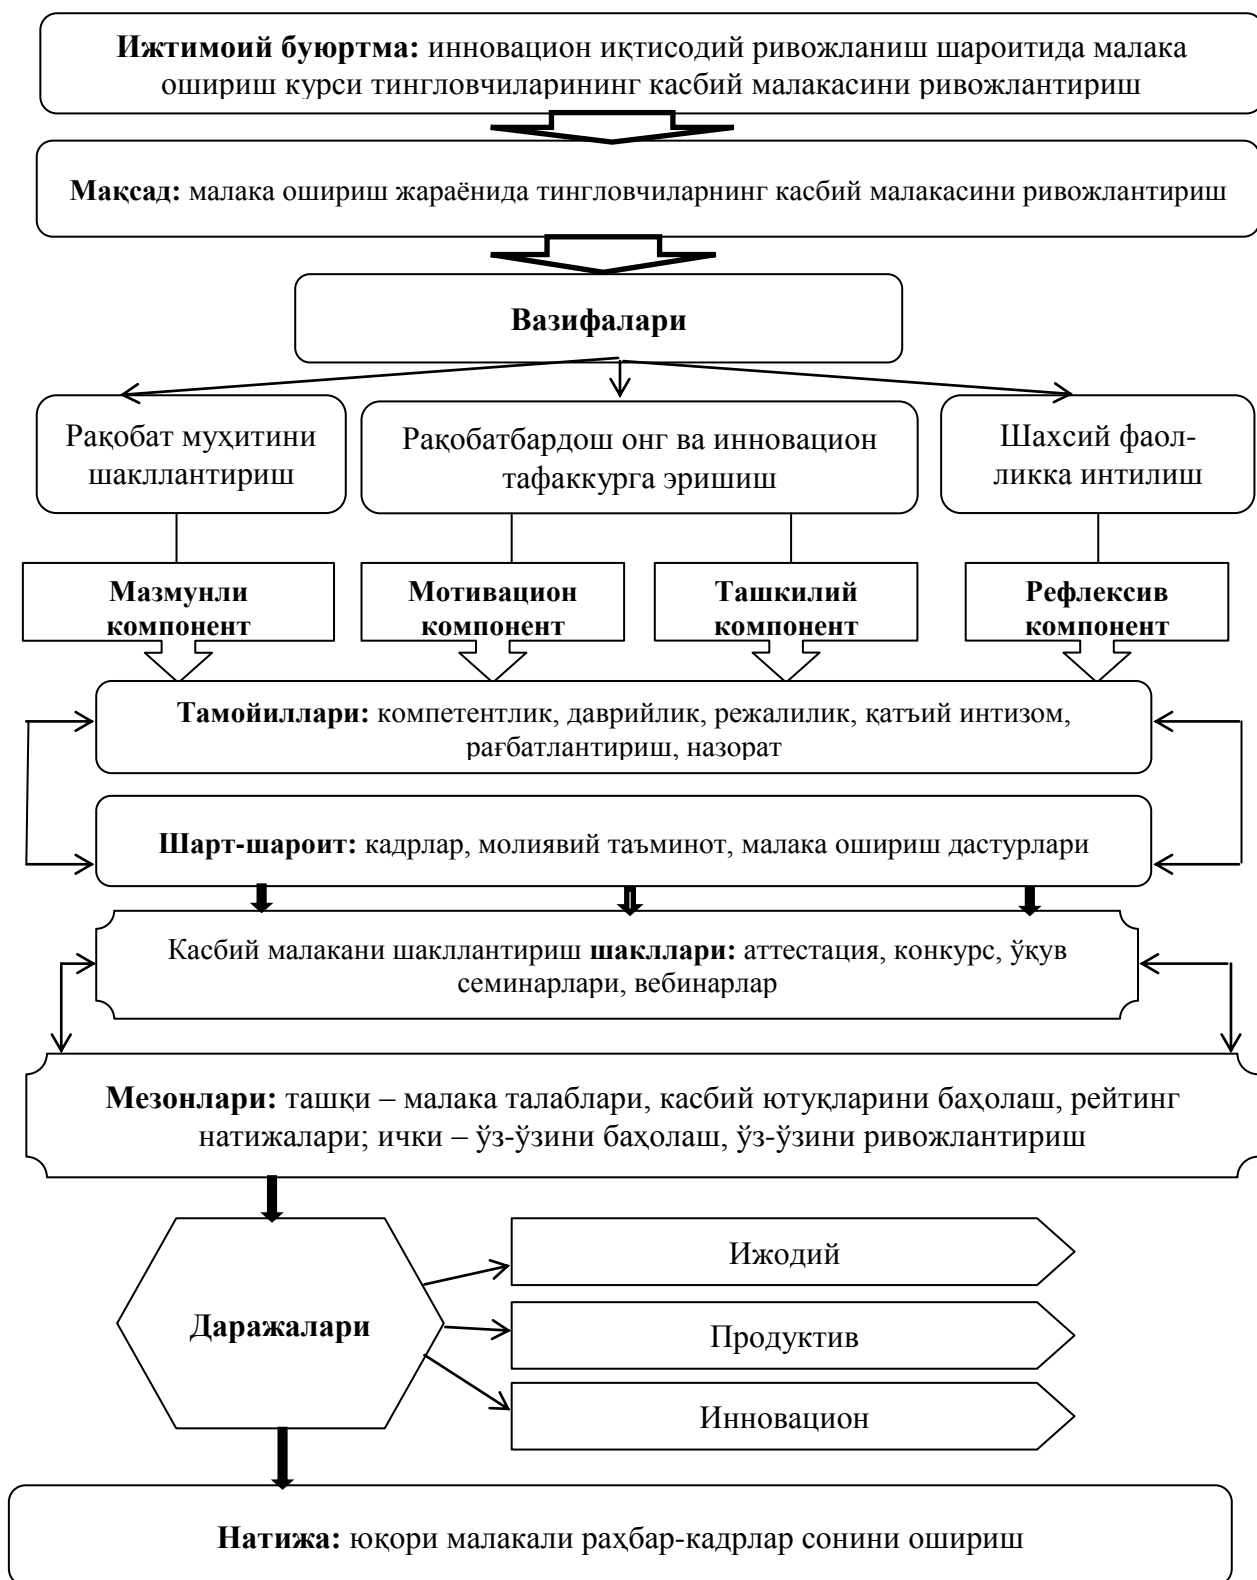 Ижтимоий буюртма: инновацион иқтисодий ривожланиш шароитида малака
ошириш курси тингловчиларининг касбий малакасини ривожлантириш
Мақсад: малака ошириш жараёнида тингловчиларнинг касбий малакасини ривожлантириш
Вазифалари
Рақобат муҳитини
шакллантириш
Рақобатбардош онг ва инновацион
тафаккурга эришиш
Шахсий фаол-
ликка интилиш
Мазмунли
компонент
Мотивацион
компонент
Ташкилий
компонент
Рефлексив
компонент
Тамойиллари: компетентлик, даврийлик, режалилик, қатъий интизом,
рағбатлантириш, назорат
Шарт-шароит: кадрлар, молиявий таъминот, малака ошириш дастурлари
Касбий малакани шакллантириш шакллари: аттестация, конкурс, ўқув
семинарлари, вебинарлар
Мезонлари: ташқи – малака талаблари, касбий ютуқларини баҳолаш, рейтинг
натижалари; ички – ўз-ўзини баҳолаш, ўз-ўзини ривожлантириш
Даражалари
Ижодий
Продуктив
Инновацион
Натижа: юқори малакали раҳбар-кадрлар сонини ошириш